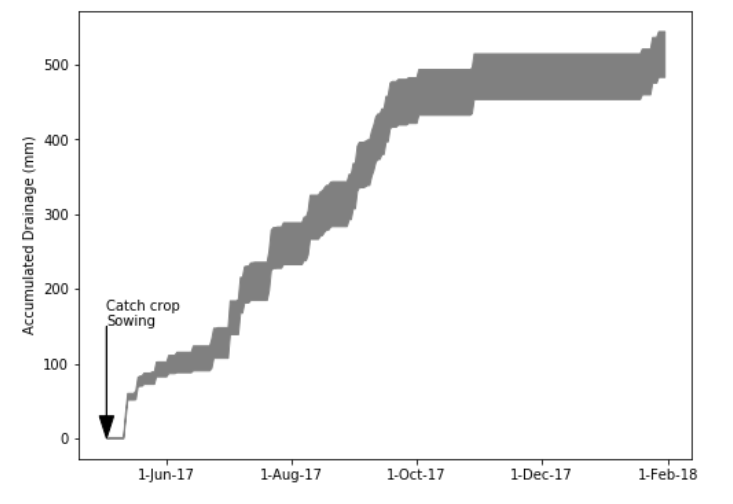 500
400
300
200
100
0
Accumulated Drainage (mm)
Catch crop
Sowing
1-Jun-17
1-Aug-17
1-Oct-17
1-Dec-17
1-Feb-18